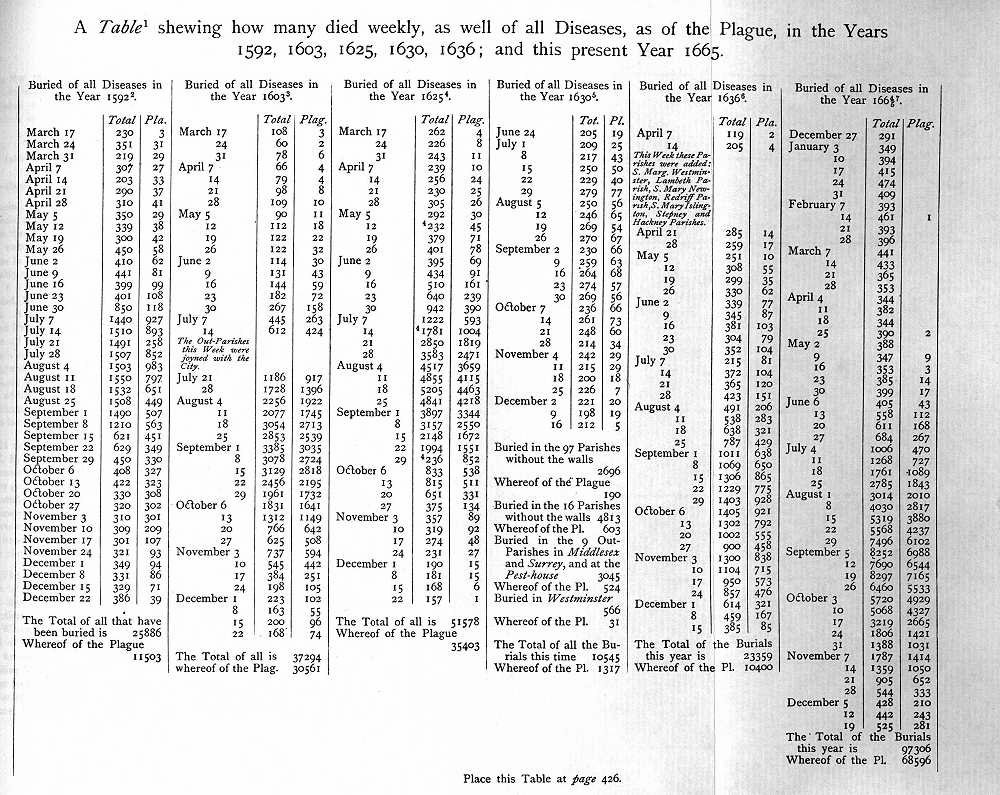 A Table¹ shewing how many died weekly, as well of all Diseases, as of the Plague, in the Years
1592, 1603, 1625, 1630, 1636; and this present Year 1665.
Buried of all Diseases in
the Year 1592².
Total Pla.
March 17 230 3
March 24 351 31
March 31 219 29
April 7 307 27
April 14 203 33
April 21 290 37
April 28 310 41
May 5 350 29
May 12 339 38
May 19 300 42
May 26 450 58
June 2 410 62
June 9 441 81
June 16 399 99
June 23 401 108
June 30 850 118
July 7 1440 927
July 14 1510 893
July 21 1491 258
July 28 1507 852
August 4 1503 983
August 11 1550 797
August 18 1532 651
August 25 1508 449
September 1 1490 507
September 8 1210 563
September 15 621 451
September 22 629 349
September 29 450 330
October 6 408 327
October 13 422 323
October 20 330 308
October 27 320 302
November 3 310 301
November 10 309 209
November 17 301 107
November 24 321 93
December 1 349 94
December 8 331 86
December 15 329 71
December 22 386 39
The Total of all that have
been buried is 25886
Whereof of the Plague
11503
Buried of all Diseases in
the Year 1603³.
Total Plag.
March 17 108 3
24 60 2
31 78 6
April 7 66 4
14 79 4
21 98 8
28 109 10
May 5 90 11
12 112 18
19 122 22
26 122 32
June 2 114 30
9 131 43
16 144 59
23 182 72
30 267 158
July 7 445 263
14 612 424
The Out-Parishes
this Week were
joyned with the
City.
July 21 1186 917
28 1728 1396
August 4 2256 1922
11 2077 1745
18 3054 2713
25 2853 2539
September 1 3385 3035
8 3078 2724
15 3129 2818
22 2456 2195
29 1961 1732
October 6 1831 1641
13 1312 1149
20 766 642
27 625 508
November 3 737 594
10 545 442
17 384 251
24 198 105
December 1 223 102
8 163 55
15 200 96
22 168 74
The Total of all is 37294
whereof of the Plag. 30561
Buried of all Diseases in
the Year 1625⁴.
Total Plag.
March 17 262 4
24 226 8
31 243 11
April 7 239 10
14 256 24
21 230 25
28 305 26
May 5 292 30
12 ⁴232 45
19 379 71
26 401 78
June 2 395 69
9 434 91
16 510 161
23 640 239
30 942 390
July 7 1222 593
14 ⁴1781 1004
21 2850 1819
28 3583 2471
August 4 4517 3659
11 4855 4115
18 5205 4463
25 4841 4218
September 1 3897 3344
8 3157 2550
15 2148 1672
22 1994 1551
29 ⁴236 852
October 6 833 538
13 815 511
20 651 331
27 375 134
November 3 357 89
10 319 92
17 274 48
24 231 27
December 1 190 15
8 181 15
15 168 6
22 157 1
The Total of all is 51578
Whereof of the Plague
35403
Buried of all Diseases in
the Year 1630⁵.
Tot. Pl.
June 24 205 19
July 1 209 25
8 217 43
15 250 50
22 229 40
29 279 77
August 5 250 56
12 246 65
19 269 54
26 270 67
September 2 230 66
9 259 63
16 264 68
23 274 57
30 269 56
October 7 236 66
14 261 73
21 248 60
28 214 34
November 4 242 29
11 215 29
18 200 18
25 226 7
December 2 221 20
9 198 19
16 212 5
Buried in the 97 Parishes
without the walls
2696
Whereof of the Plague
190
Buried in the 16 Parishes
without the walls 4813
Whereof of the Pl. 603
Buried in the 9 Out-
Parishes in Middlesex
and Surrey, and at the
Pest-house 3045
Whereof of the Pl. 524
Buried in Westminster
566
Whereof of the Pl. 31
The Total of all the Bu-
rials this time 10545
Whereof of the Pl. 1317
Buried of all Diseases in
the Year 1636⁶.
Total Pla.
April 7 119 2
14 205 4
This Week these Pa-
rishes were added:
S. Marg. Westmin-
ster, Lambeth Pa-
rish, S. Mary New-
ington, Redriff Pa-
rish, S. Mary Isling-
ton, Stepney and
Hackney Parishes.
April 21 285 14
28 259 17
May 5 251 10
12 308 55
19 299 35
26 330 62
June 2 339 77
9 345 87
16 381 103
23 304 79
30 352 104
July 7 215 81
14 372 104
21 365 120
28 423 151
August 4 491 206
11 538 283
18 638 321
25 787 429
September 1 1011 638
8 1069 650
15 1306 865
22 1229 775
29 1403 928
October 6 1405 921
13 1302 792
20 1002 555
27 900 458
November 3 1300 838
10 1104 715
17 950 573
24 857 476
December 1 614 321
8 459 167
15 385 85
The Total of the Burials
this year is 23359
Whereof of the Pl. 10400
Buried of all Diseases in
the Year 166⅘⁷.
Total Plag.
December 27 291
January 3 349
10 394
17 415
24 474
31 409
February 7 393
14 461 1
21 393
28 396
March 7 441
14 433
21 365
28 353
April 4 344
11 382
18 344
25 390 2
May 2 388
9 347 9
16 353 3
23 385 14
30 399 17
June 6 405 43
13 558 112
20 611 168
27 684 267
July 4 1006 470
11 1268 727
18 1761 1089
25 2785 1843
August 1 3014 2010
8 4030 2817
15 5319 3880
22 5568 4237
29 7496 6102
September 5 8252 6988
12 7690 6544
19 8297 7165
26 6460 5533
October 3 5720 4929
10 5068 4327
17 3219 2665
24 1806 1421
31 1388 1031
November 7 1787 1414
14 1359 1050
21 905 652
28 544 333
December 5 428 210
12 442 243
19 525 281
The Total of the Burials
this year is 97306
Whereof of the Pl. 68596
Place this Table at page 426.